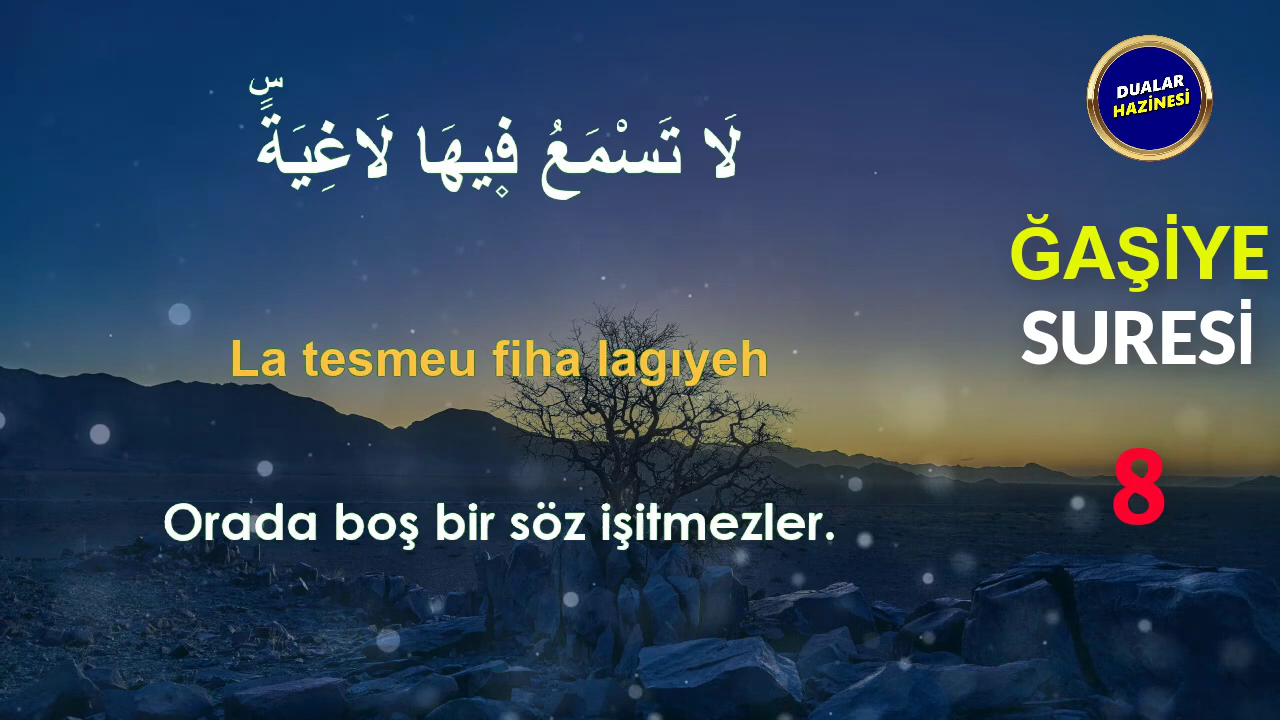 لَا تَسْمَعُ ف۪يهَا لَاغِيَةًۜ
La tesmeu fiha lagıyeh
Orada boş bir söz işitmezler.
DUALAR
HAZİNESİ
ĞAŞİYE
SURESİ
8